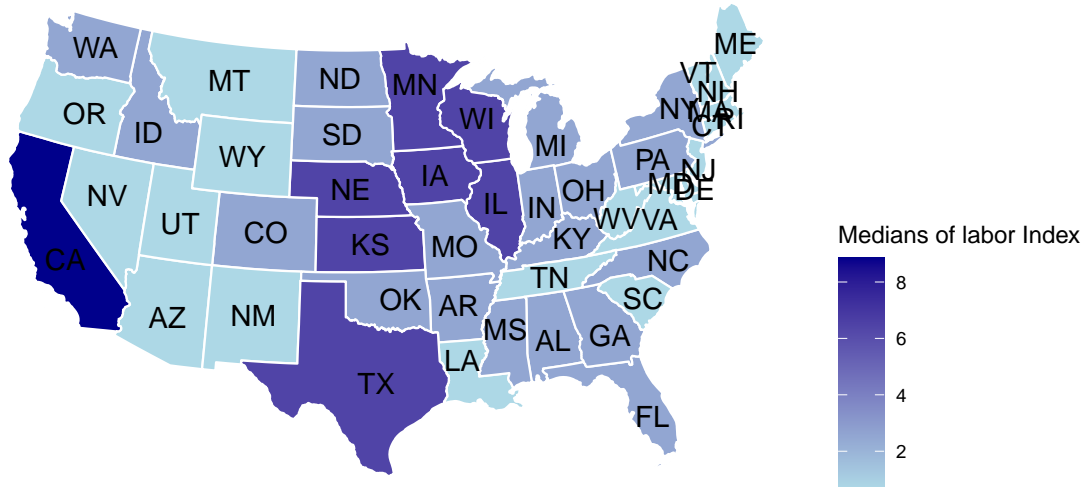 ME
WA
VT
MT
ND
MN
NH
OR
NY
MA
RI
WI
CT
ID
SD
MI
WY
PA
NJ
IA
MD
DE
NE
OH
NV
IL
IN
WV
VA
UT
CO
KS
MO
KY
Medians of labor Index
CA
NC
TN
8
SC
OK
AR
AZ
NM
MS
AL
GA
6
LA
TX
4
FL
2